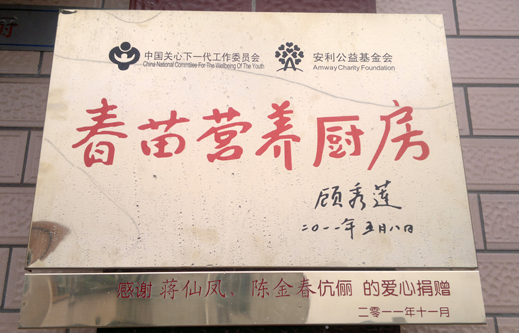 中国关心下一代工作委员会
China National Committee For The Wellbeing Of The Youth
安利公益基金会
Amway Charity Foundation
春苗营养厨房
顾秀莲
二〇一一年五月八日
感谢 蒋仙凤、陈金春伉俪 的爱心捐赠
二零一一年十一月